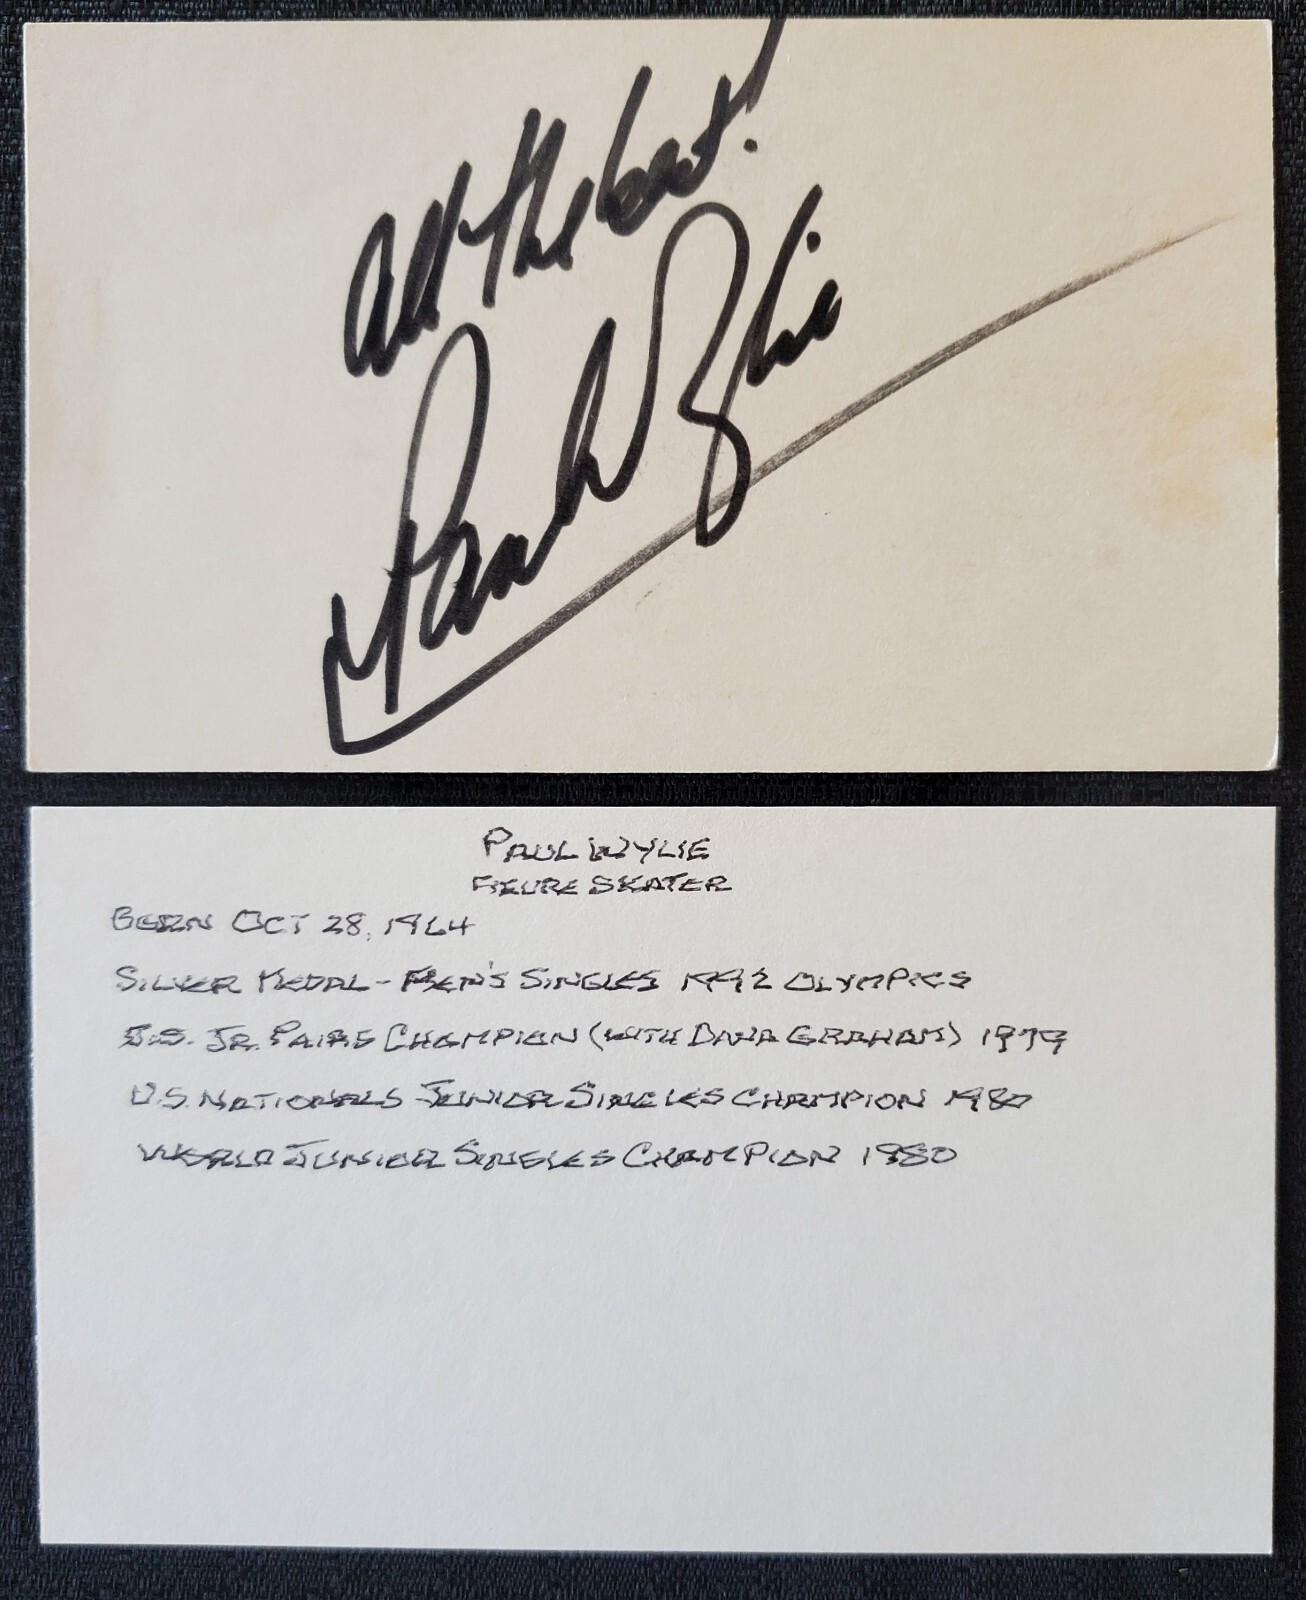 All the best!
Paul Wylie
PAUL WYLIE
FIGURE SKATER
BORN OCT 28, 1964
SILVER MEDAL - MEN'S SINGLES 1992 OLYMPICS
U.S. JR. PAIRS CHAMPION (WITH DANA GRAHAM) 1979
U.S. NATIONALS JUNIOR SINGLES CHAMPION 1980
WORLD JUNIOR SINGLES CHAMPION 1980